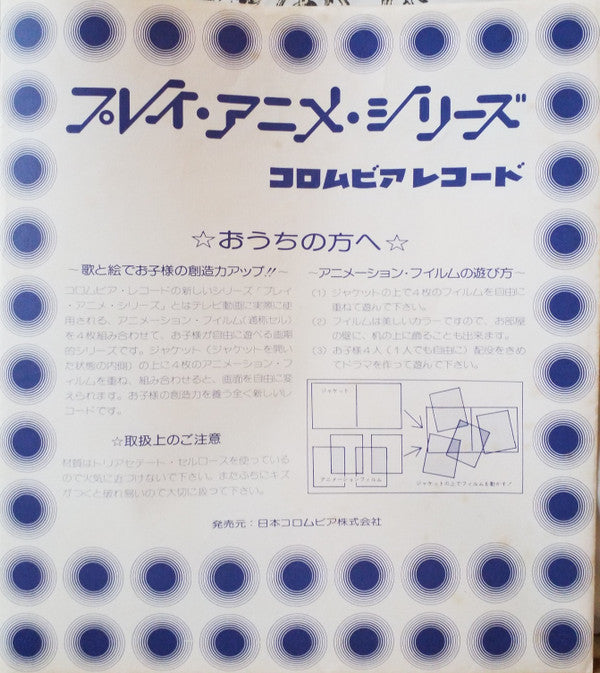 プレイ・アニメ・シリーズ
コロムビアレコード
☆おうちの方へ☆
～歌と絵でお子様の創造力アップ!!～
コロムビア・レコードの新しいシリーズ「プレイ
・アニメ・シリーズ」とはテレビ動画に実際に使
用される、アニメーション・フイルム(通称セル)
を4枚組み合わせて、お子様が自由に遊べる画期
的シリーズです。ジャケット（ジャケットを開い
た状態の内側）の上に4枚のアニメーション・フ
ィルムを重ね、組み合わせると、画面を自由に変
えられます。お子様の創造力を養う全く新しいレ
コードです。
☆取扱上のご注意
材質はトリアセテート・セルロースを使っている
ので火気に近づけないで下さい。またふちにキズ
がつくと破れ易いので大切に扱って下さい。
～アニメーション・フイルムの遊び方～
(1) ジャケットの上で4枚のフィルムを自由に
重ねて遊んで下さい。
(2) フィルムは美しいカラーですので、お部屋
の壁に、机の上に飾ることも出来ます。
(3) お子様4人（1人でも自由に）配役をきめ
てドラマを作って遊んで下さい。
ジャケット
アニメーションフィルム
ジャケットの上でフィルムを動かす！
発売元：日本コロムビア株式会社